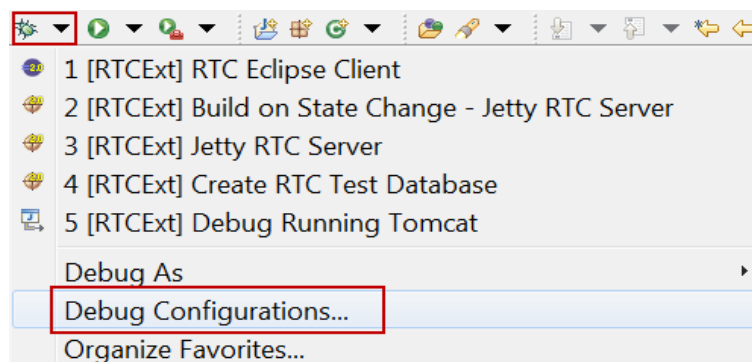 1 [RTCExt] RTC Eclipse Client
2 [RTCExt] Build on State Change - Jetty RTC Server
3 [RTCExt] Jetty RTC Server
4 [RTCExt] Create RTC Test Database
5 [RTCExt] Debug Running Tomcat
Debug As
Debug Configurations...
Organize Favorites...